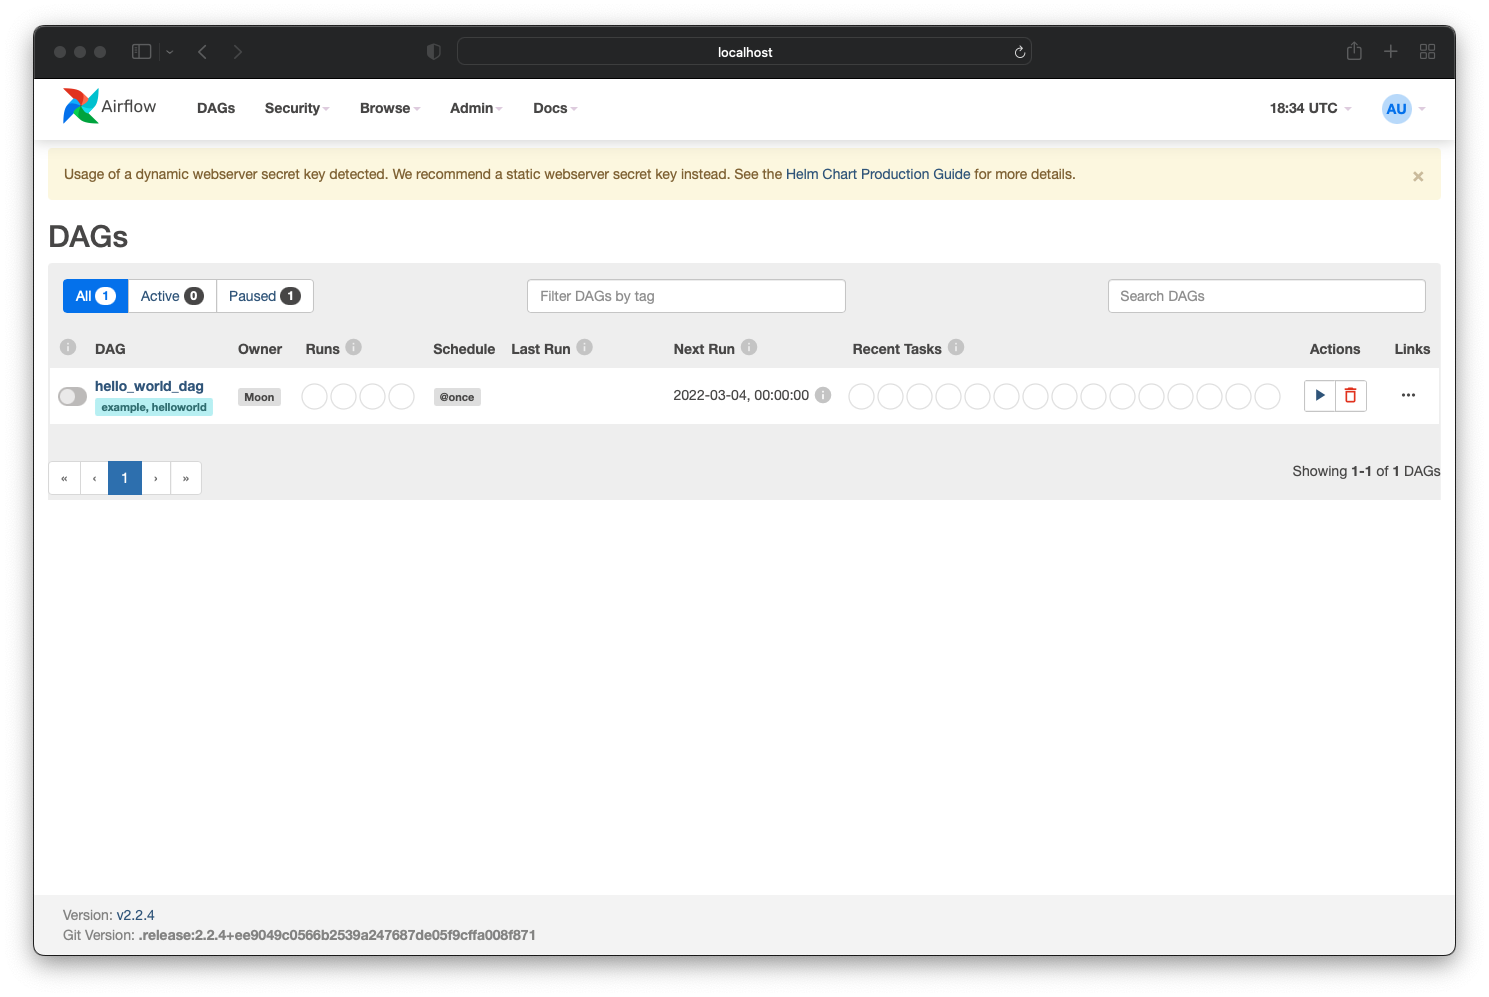 localhost
Airflow DAGs Security Browse Admin Docs 18:34 UTC AU
Usage of a dynamic webserver secret key detected. We recommend a static webserver secret key instead. See the Helm Chart Production Guide for more details. ×
DAGs
All 1 Active 0 Paused 1 Filter DAGs by tag Search DAGs
i DAG Owner Runs i Schedule Last Run i Next Run i Recent Tasks i Actions Links
hello_world_dag
example, helloworld Moon @once 2022-03-04, 00:00:00 i
« ‹ 1 › »
Showing 1-1 of 1 DAGs
Version: v2.2.4
Git Version: .release:2.2.4+ee9049c0566b2539a247687de05f9cffa008f871